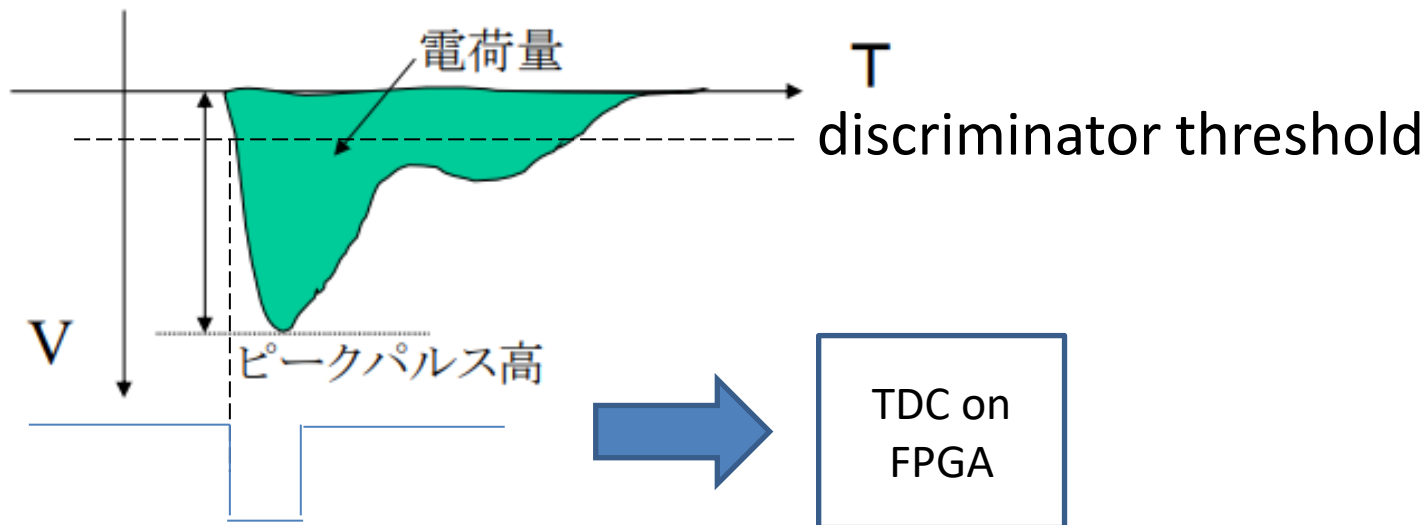 電荷量
T
discriminator threshold
V
ピークパルス高
TDC on
FPGA